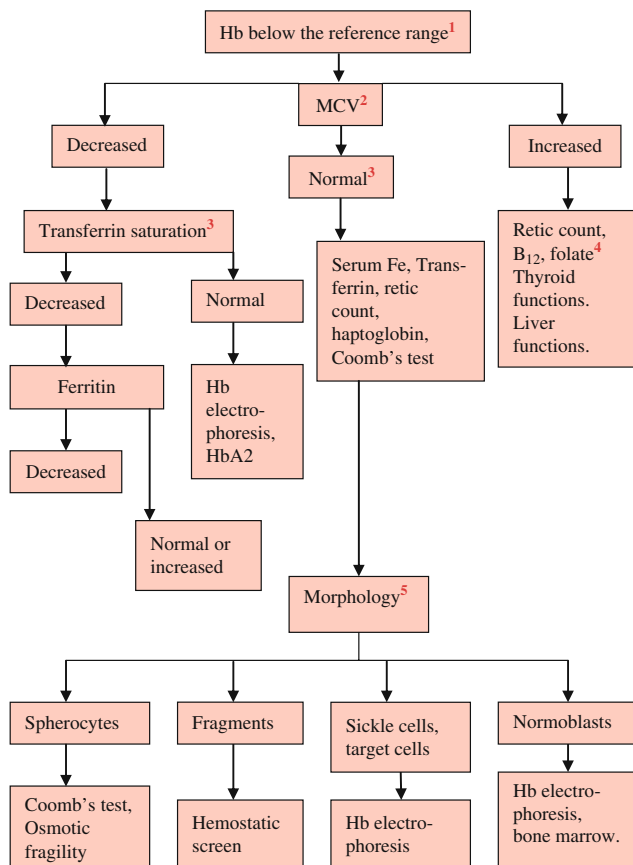 Hb below the reference range1
MCV2
Decreased
Normal3
Increased
Transferrin saturation3
Decreased
Normal
Serum Fe, Trans-
ferrin, retic
count,
haptoglobin,
Coomb's test
Retic count,
B12, folate4
Thyroid
functions.
Liver
functions.
Ferritin
Hb
electro-
phoresis,
HbA2
Decreased
Normal or
increased
Morphology5
Spherocytes
Fragments
Sickle cells,
target cells
Normoblasts
Coomb's test,
Osmotic
fragility
Hemostatic
screen
Hb electro-
phoresis
Hb electro-
phoresis,
bone marrow.